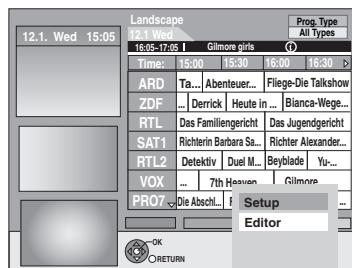 Landscape
Prog. Type
All Types
12.1. Wed 15:05
12.1 Wed
16:05~17:05 Gilmore girls
Time: 15:00 15:30 16:00 16:30
ARD Ta... Abenteuer... Fliege-Die Talkshow
ZDF ... Derrick Heute in ... Bianca-Wege...
RTL Das Familiengericht Das Jugendgericht
SAT1 Richterin Barbara Sa... Richter Alexander...
RTL2 Detektiv Duel M... Beyblade Yu-...
VOX ... 7th Heaven Gilmore
PRO7 Die Abschl... ...
Setup
Editor
OK
RETURN